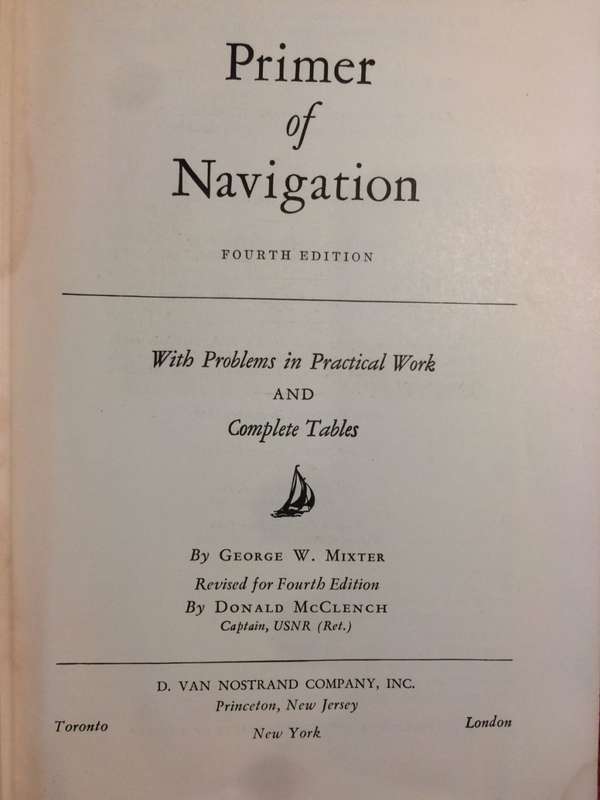 Primer
of
Navigation
FOURTH EDITION
With Problems in Practical Work
AND
Complete Tables
By GEORGE W. MIXTER
Revised for Fourth Edition
By DONALD MCCLENCH
Captain, USNR (Ret.)
D. VAN NOSTRAND COMPANY, INC.
Princeton, New Jersey
Toronto New York London